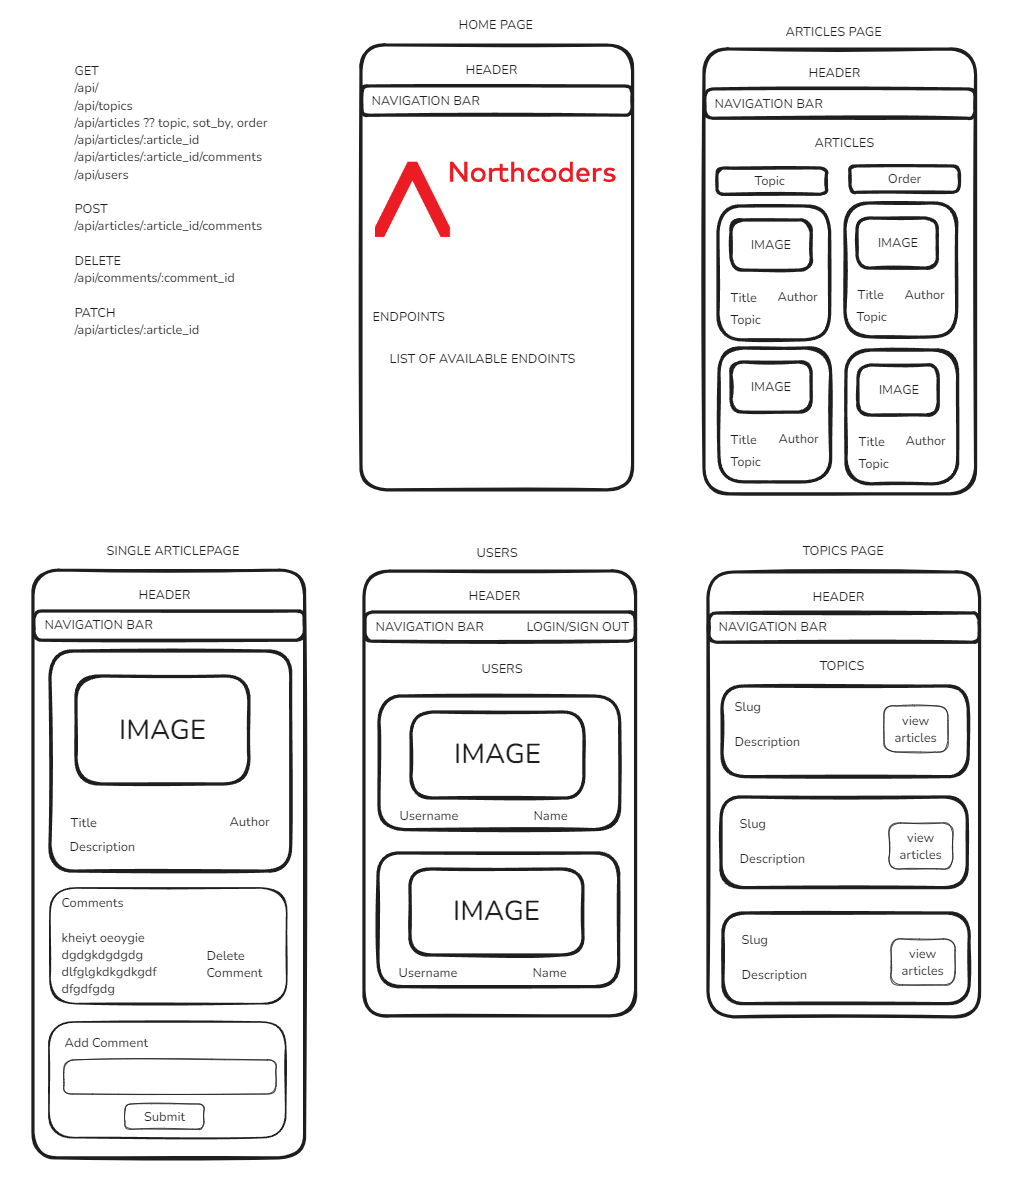 GET
/api/
/api/topics
/api/articles ?? topic, sot_by, order
/api/articles/:article_id
/api/articles/:article_id/comments
/api/users
POST
/api/articles/:article_id/comments
DELETE
/api/comments/:comment_id
PATCH
/api/articles/:article_id
HOME PAGE
HEADER
NAVIGATION BAR
Northcoders
ENDPOINTS
LIST OF AVAILABLE ENDOINTS
ARTICLES PAGE
HEADER
NAVIGATION BAR
ARTICLES
Topic Order
IMAGE
Title Author
Topic
IMAGE
Title Author
Topic
IMAGE
Title Author
Topic
IMAGE
Title Author
Topic
SINGLE ARTICLEPAGE
HEADER
NAVIGATION BAR
IMAGE
Title Author
Description
Comments
kheiyt oeoygie
dgdgkdgdgdg
dlfglgkdkgdkgdf
dfgdfgdg
Delete
Comment
Add Comment
Submit
USERS
HEADER
NAVIGATION BAR LOGIN/SIGN OUT
USERS
IMAGE
Username Name
IMAGE
Username Name
TOPICS PAGE
HEADER
NAVIGATION BAR
TOPICS
Slug
Description
view
articles
Slug
Description
view
articles
Slug
Description
view
articles